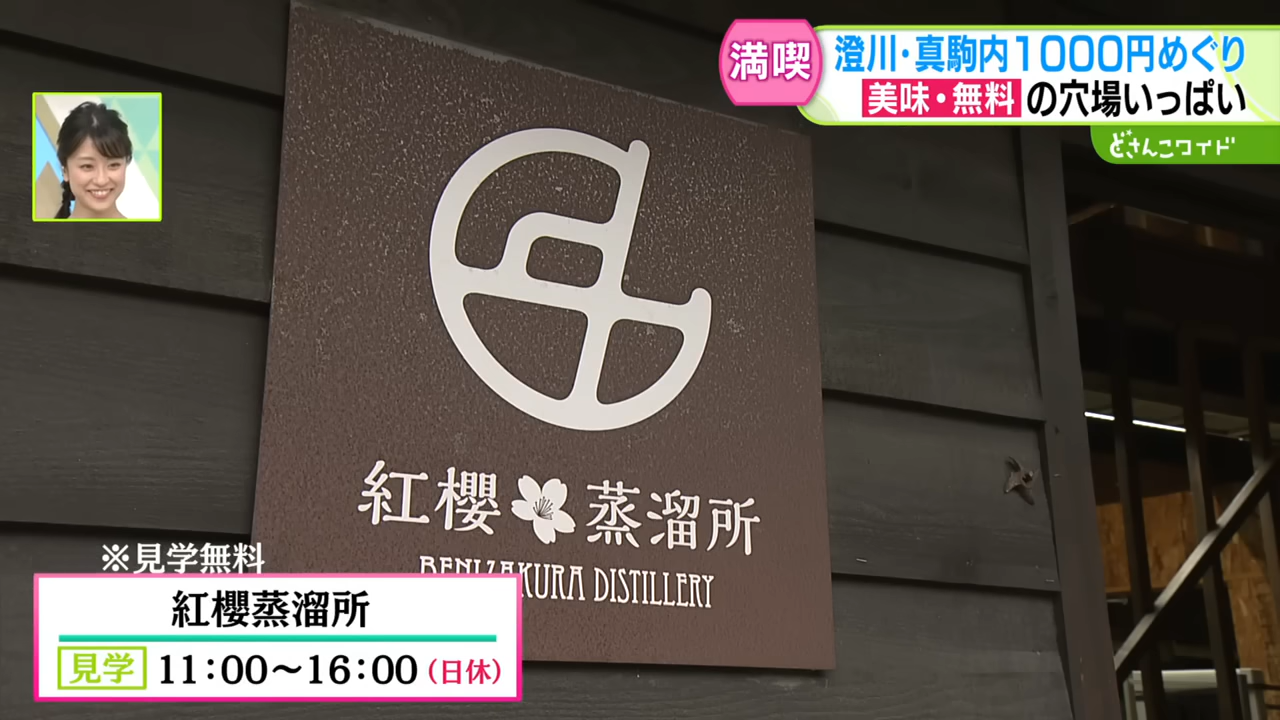 満喫
澄川・真駒内1000円めぐり
美味・無料の穴場いっぱい
どさんこワイド
紅櫻蒸溜所
BENIZAKURA DISTILLERY
※見学無料
紅櫻蒸溜所
見学 11:00〜16:00(日休)